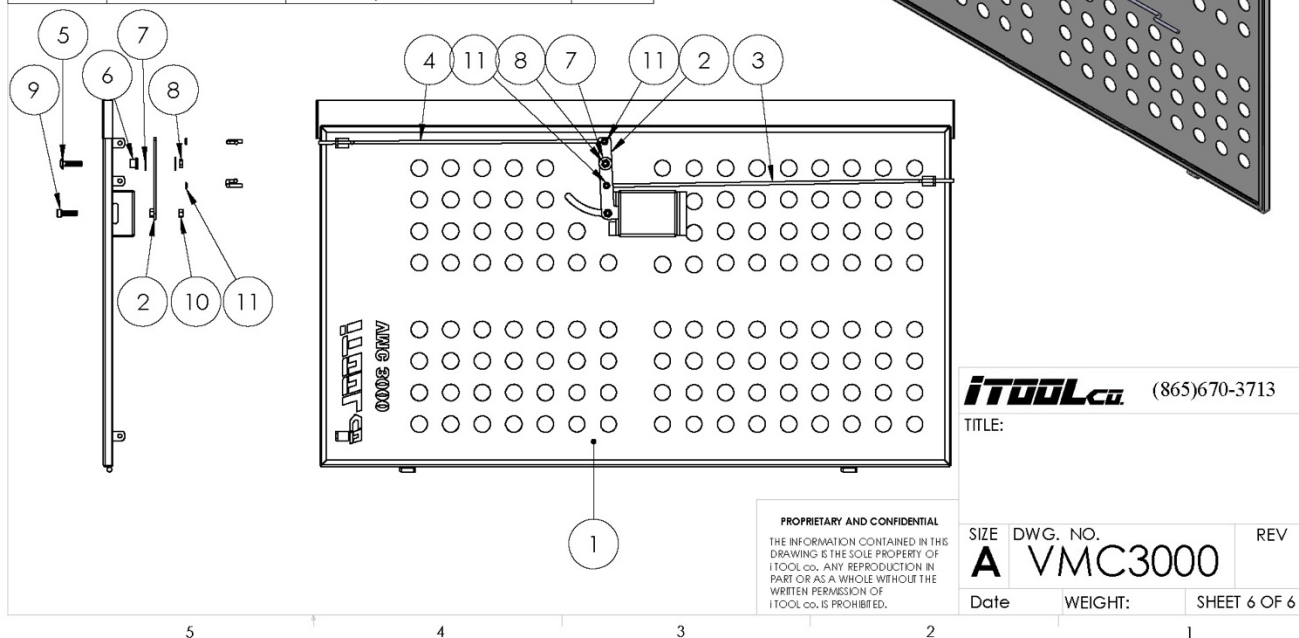 5
7
9
6
8
2
10
11
4
11
8
7
11
2
3
AMC 3000
iTOOLco
1
iTOOLco. (865)670-3713
TITLE:
PROPRIETARY AND CONFIDENTIAL
THE INFORMATION CONTAINED IN THIS
DRAWING IS THE SOLE PROPERTY OF
iTOOL co. ANY REPRODUCTION IN
PART OR AS A WHOLE WITHOUT THE
WRITTEN PERMISSION OF
iTOOL co. IS PROHIBITED.
SIZE DWG. NO. REV
A VMC3000
Date WEIGHT: SHEET 6 OF 6
5 4 3 2 1